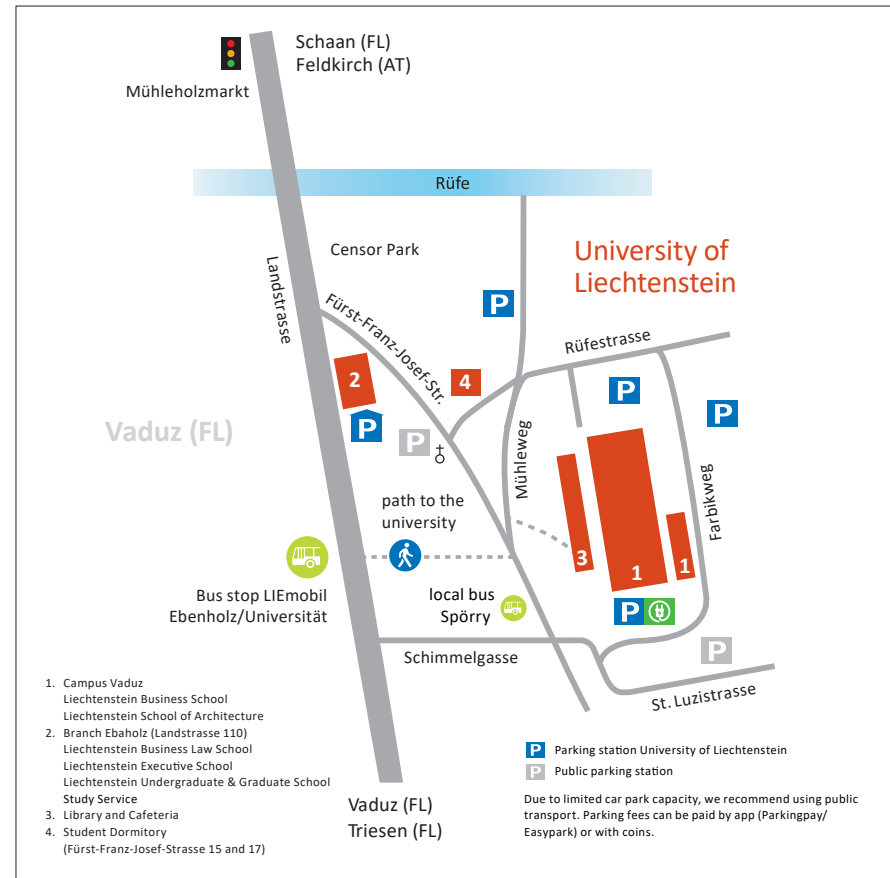 Schaan (FL)
Feldkirch (AT)
Mühleholzmarkt
Rüfe
Censor Park
University of
Liechtenstein
Landstrasse
Fürst-Franz-Josef-Str.
P
Rüfestrasse
2
4
P
P
P
P
Vaduz (FL)
Mühleweg
Farbikweg
path to the
university
3
1
1
Bus stop LIEmobil
Ebenholz/Universität
local bus
Spörry
P
P
Schimmelgasse
St. Luzistrasse
1. Campus Vaduz
Liechtenstein Business School
Liechtenstein School of Architecture
2. Branch Ebaholz (Landstrasse 110)
Liechtenstein Business Law School
Liechtenstein Executive School
Liechtenstein Undergraduate & Graduate School
Study Service
3. Library and Cafeteria
4. Student Dormitory
(Fürst-Franz-Josef-Strasse 15 and 17)
Vaduz (FL)
Triesen (FL)
P Parking station University of Liechtenstein
P Public parking station
Due to limited car park capacity, we recommend using public
transport. Parking fees can be paid by app (Parkingpay/
Easypark) or with coins.